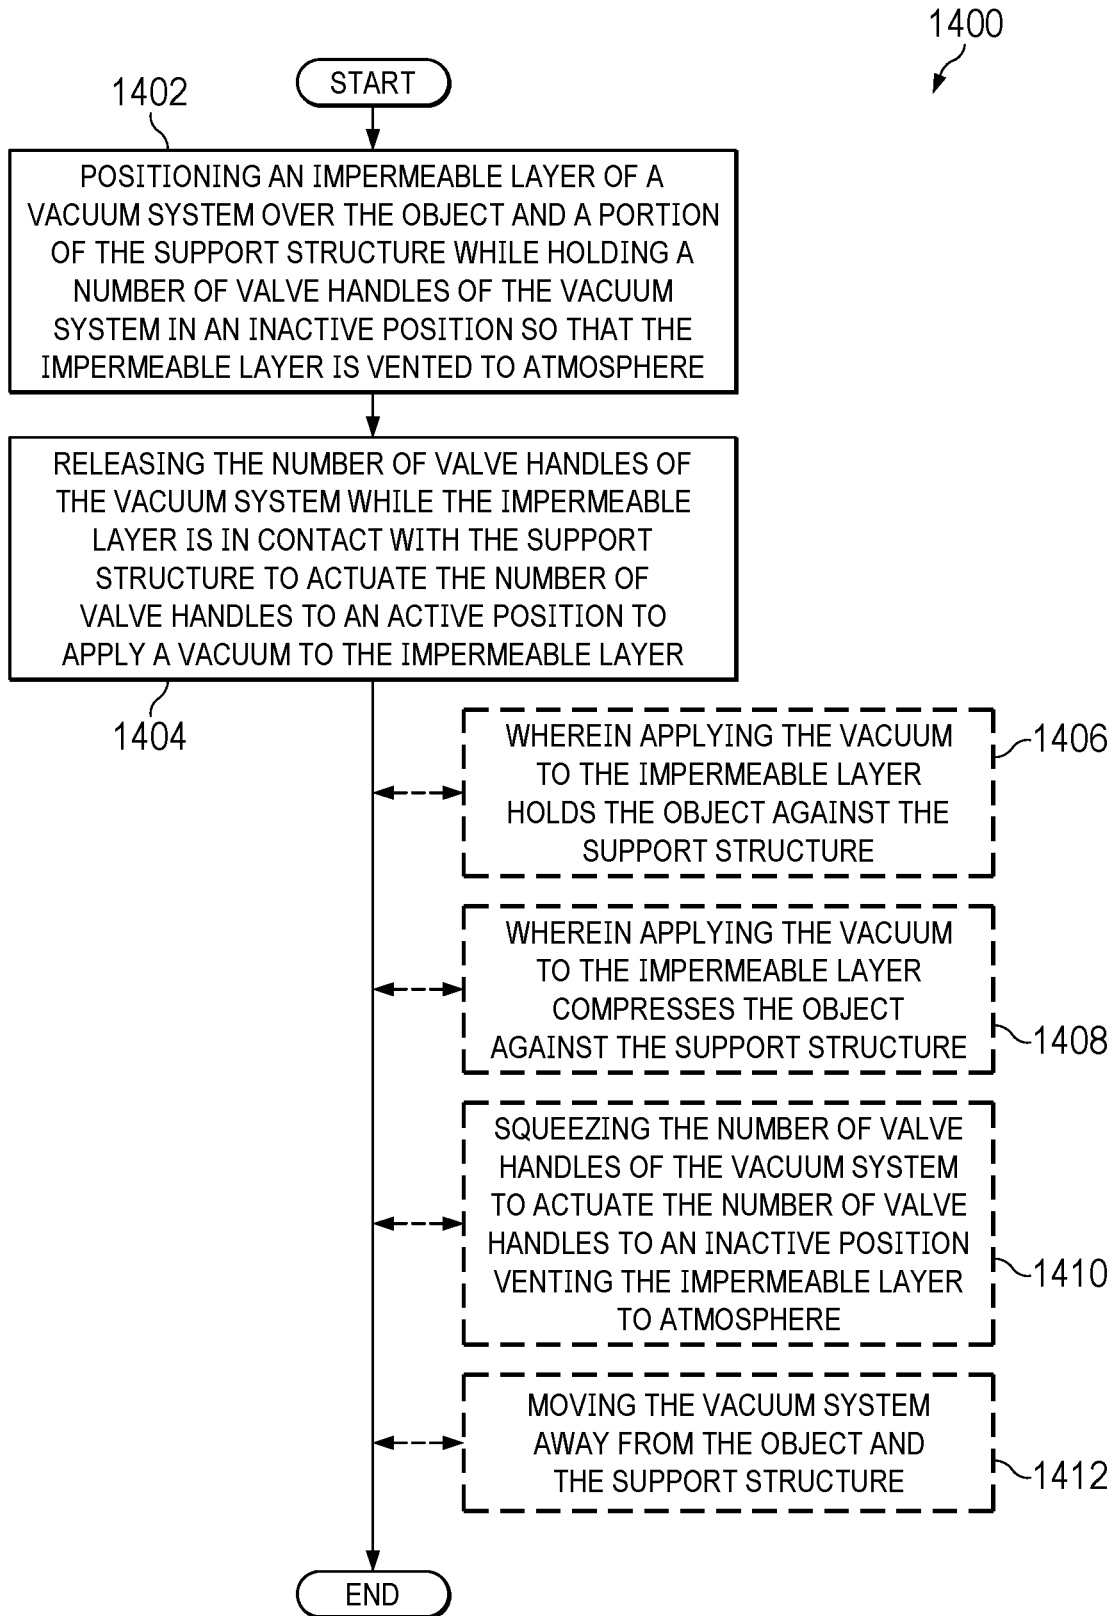 1400
START
1402
POSITIONING AN IMPERMEABLE LAYER OF A
VACUUM SYSTEM OVER THE OBJECT AND A PORTION
OF THE SUPPORT STRUCTURE WHILE HOLDING A
NUMBER OF VALVE HANDLES OF THE VACUUM
SYSTEM IN AN INACTIVE POSITION SO THAT THE
IMPERMEABLE LAYER IS VENTED TO ATMOSPHERE
RELEASING THE NUMBER OF VALVE HANDLES OF
THE VACUUM SYSTEM WHILE THE IMPERMEABLE
LAYER IS IN CONTACT WITH THE SUPPORT
STRUCTURE TO ACTUATE THE NUMBER OF
VALVE HANDLES TO AN ACTIVE POSITION TO
APPLY A VACUUM TO THE IMPERMEABLE LAYER
1404
WHEREIN APPLYING THE VACUUM
TO THE IMPERMEABLE LAYER
HOLDS THE OBJECT AGAINST THE
SUPPORT STRUCTURE
1406
WHEREIN APPLYING THE VACUUM
TO THE IMPERMEABLE LAYER
COMPRESSES THE OBJECT
AGAINST THE SUPPORT STRUCTURE
1408
SQUEEZING THE NUMBER OF VALVE
HANDLES OF THE VACUUM SYSTEM
TO ACTUATE THE NUMBER OF VALVE
HANDLES TO AN INACTIVE POSITION
VENTING THE IMPERMEABLE LAYER
TO ATMOSPHERE
1410
MOVING THE VACUUM SYSTEM
AWAY FROM THE OBJECT AND
THE SUPPORT STRUCTURE
1412
END